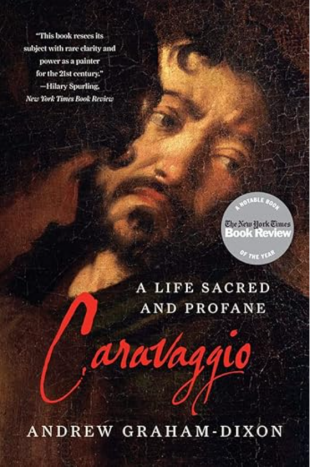 "This book resees its
subject with rare clarity and
power as a painter
for the 21st century."
—Hilary Spurling,
New York Times Book Review
A NOTABLE BOOK
The New York Times
Book Review
OF THE YEAR
A LIFE SACRED
AND PROFANE
Caravaggio
ANDREW GRAHAM-DIXON